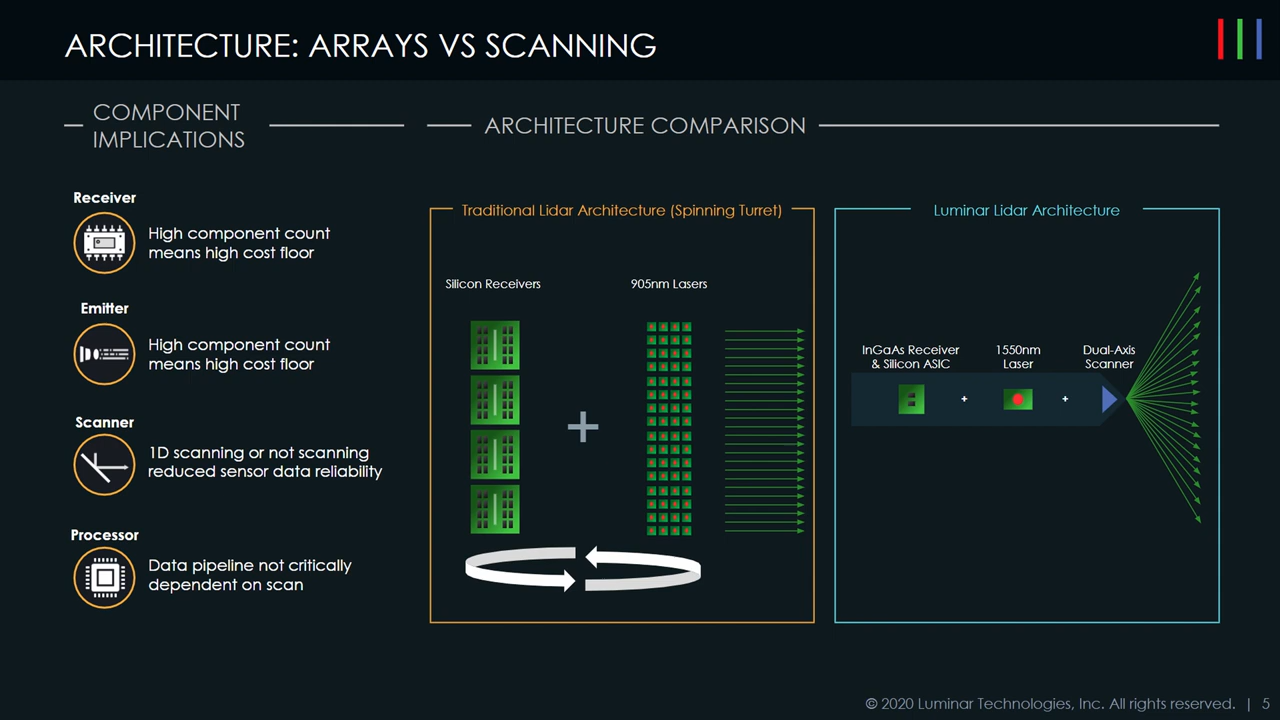 ARCHITECTURE: ARRAYS VS SCANNING
COMPONENT
IMPLICATIONS
Receiver
High component count
means high cost floor
Emitter
High component count
means high cost floor
Scanner
1D scanning or not scanning
reduced sensor data reliability
Processor
Data pipeline not critically
dependent on scan
ARCHITECTURE COMPARISON
Traditional Lidar Architecture (Spinning Turret)
Silicon Receivers
905nm Lasers
+
Luminar Lidar Architecture
InGaAs Receiver
& Silicon ASIC
+
1550nm
Laser
+
Dual-Axis
Scanner
© 2020 Luminar Technologies, Inc. All rights reserved. | 5